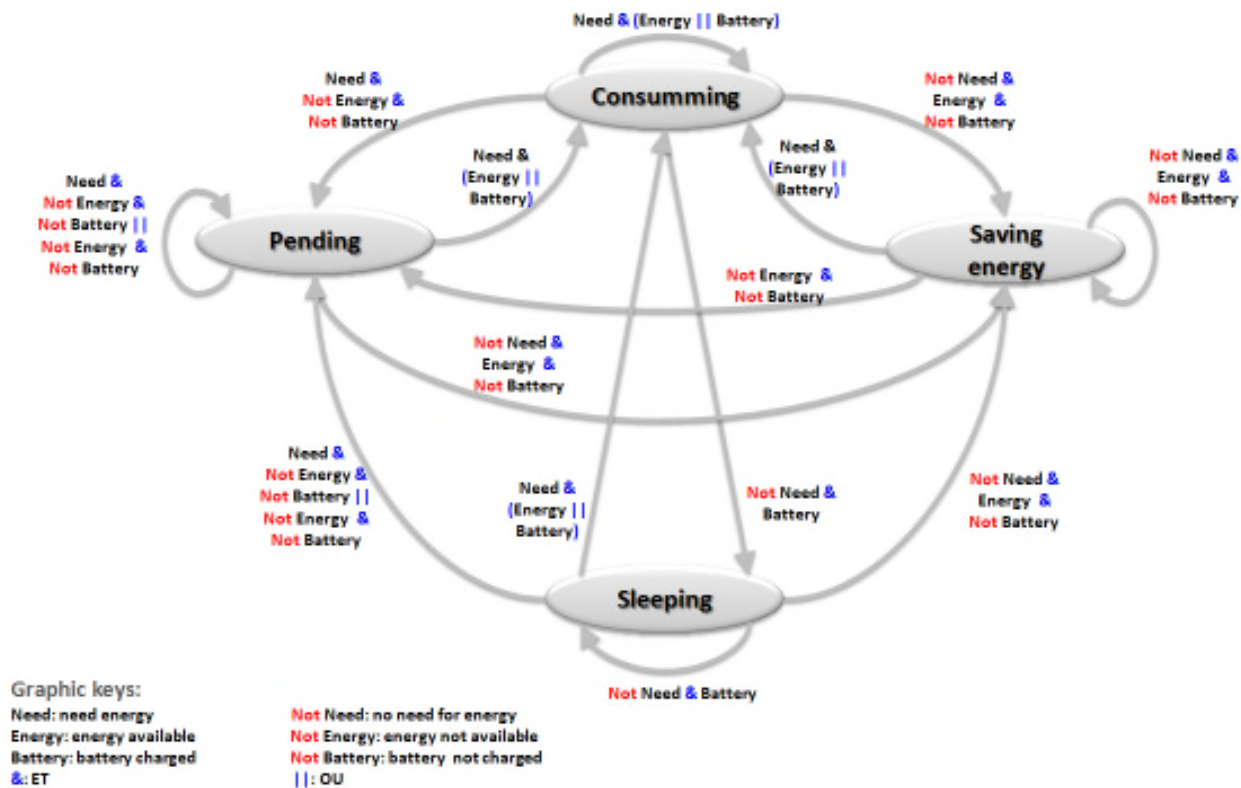 Need & (Energy || Battery)
Consumming
Need &
Not Energy &
Not Battery
Not Need &
Energy &
Not Battery
Need &
(Energy ||
Battery)
Need &
(Energy ||
Battery)
Not Need &
Energy &
Not Battery
Need &
Not Energy &
Not Battery ||
Not Energy &
Not Battery
Pending
Saving
energy
Not Energy &
Not Battery
Not Need &
Energy &
Not Battery
Need &
Not Energy &
Not Battery ||
Not Energy &
Not Battery
Need &
(Energy ||
Battery)
Not Need &
Battery
Not Need &
Energy &
Not Battery
Sleeping
Not Need & Battery
Graphic keys:
Need: need energy
Energy: energy available
Battery: battery charged
&: ET
Not Need: no need for energy
Not Energy: energy not available
Not Battery: battery not charged
||: OU